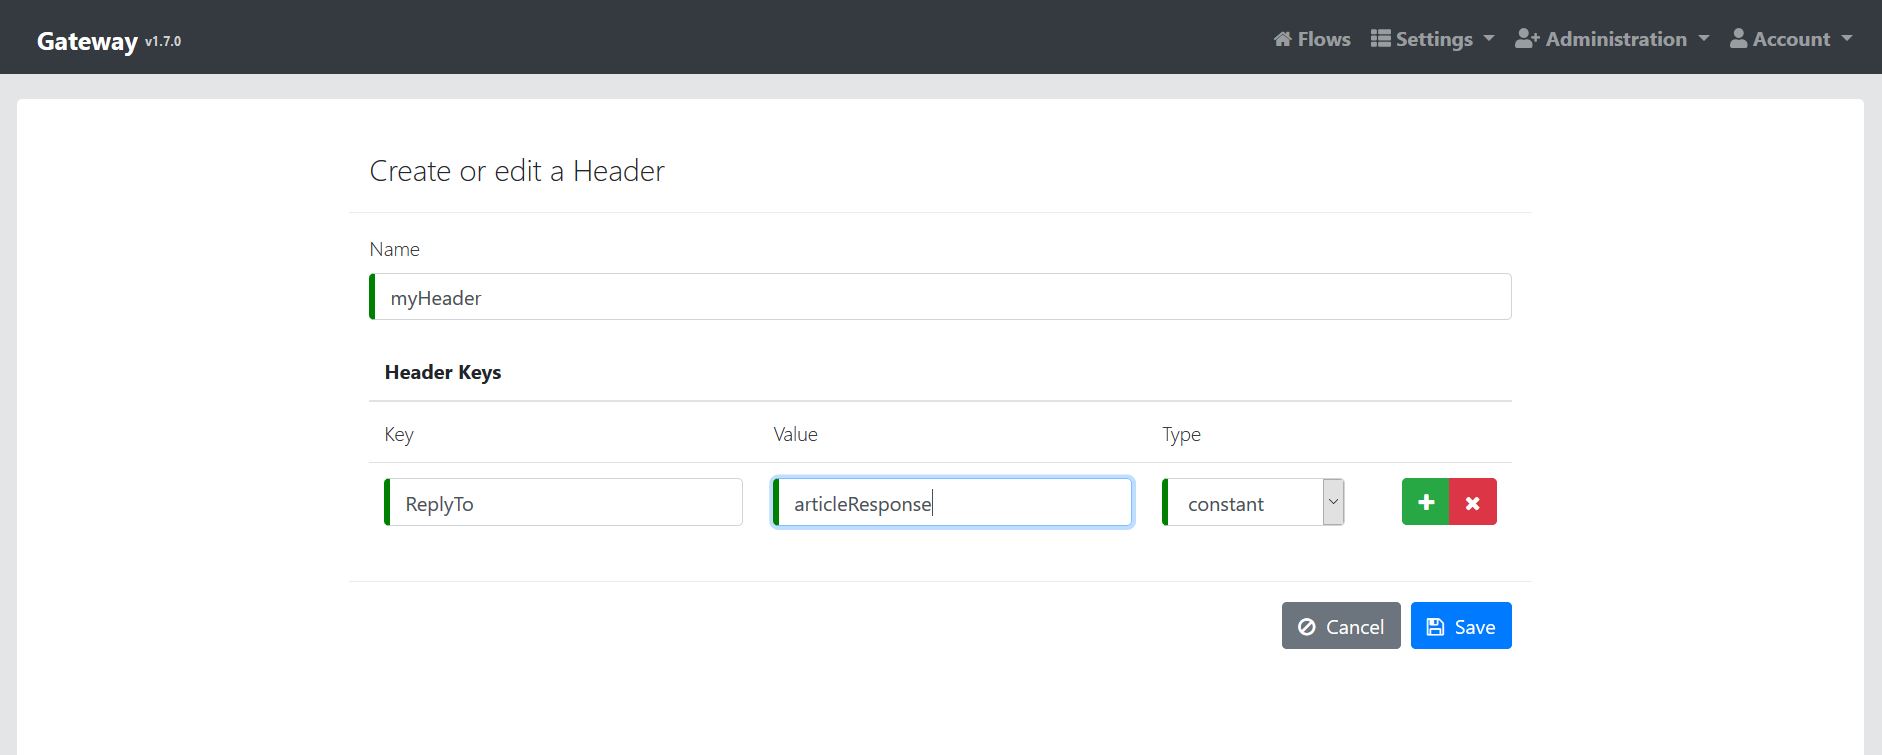 Gateway v1.7.0 Flows Settings Administration Account
Create or edit a Header
Name
myHeader
Header Keys
Key Value Type
ReplyTo articleResponse constant
Cancel Save